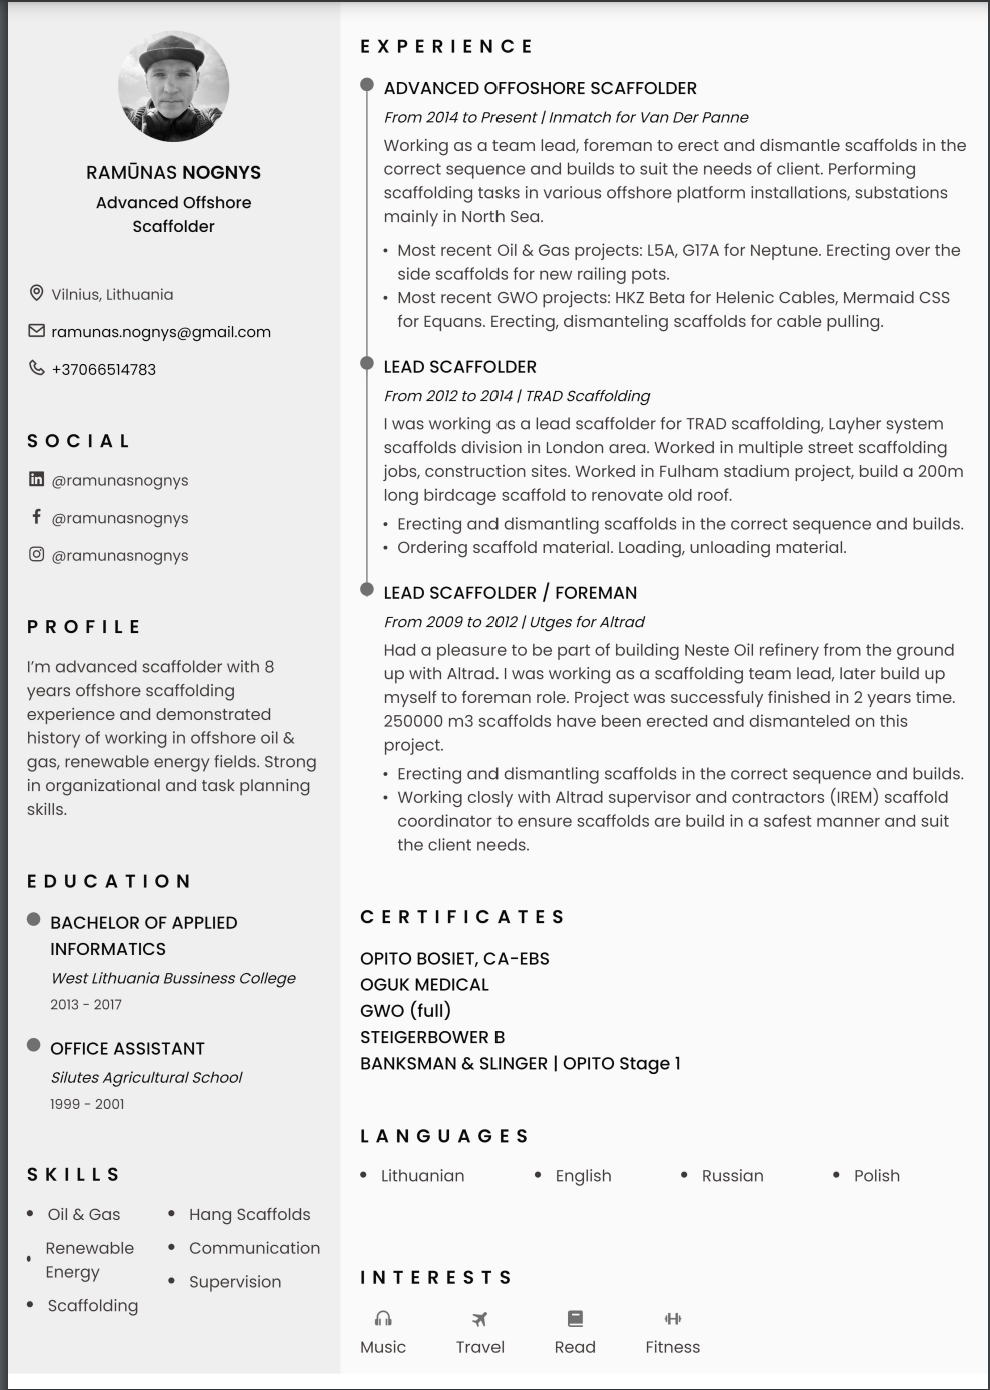 RAMŪNAS NOGNYS
Advanced Offshore
Scaffolder
Vilnius, Lithuania
ramunas.nognys@gmail.com
+37066514783
SOCIAL
@ramunasnognys
@ramunasnognys
@ramunasnognys
PROFILE
I'm advanced scaffolder with 8
years offshore scaffolding
experience and demonstrated
history of working in offshore oil &
gas, renewable energy fields. Strong
in organizational and task planning
skills.
EDUCATION
BACHELOR OF APPLIED
INFORMATICS
West Lithuania Bussiness College
2013 - 2017
OFFICE ASSISTANT
Silutes Agricultural School
1999 - 2001
SKILLS
• Oil & Gas
• Renewable
Energy
• Scaffolding
• Hang Scaffolds
• Communication
• Supervision
EXPERIENCE
ADVANCED OFFOSHORE SCAFFOLDER
From 2014 to Present | Inmatch for Van Der Panne
Working as a team lead, foreman to erect and dismantle scaffolds in the
correct sequence and builds to suit the needs of client. Performing
scaffolding tasks in various offshore platform installations, substations
mainly in North Sea.
• Most recent Oil & Gas projects: L5A, G17A for Neptune. Erecting over the
side scaffolds for new railing pots.
• Most recent GWO projects: HKZ Beta for Helenic Cables, Mermaid CSS
for Equans. Erecting, dismanteling scaffolds for cable pulling.
LEAD SCAFFOLDER
From 2012 to 2014 | TRAD Scaffolding
I was working as a lead scaffolder for TRAD scaffolding, Layher system
scaffolds division in London area. Worked in multiple street scaffolding
jobs, construction sites. Worked in Fulham stadium project, build a 200m
long birdcage scaffold to renovate old roof.
• Erecting and dismantling scaffolds in the correct sequence and builds.
• Ordering scaffold material. Loading, unloading material.
LEAD SCAFFOLDER / FOREMAN
From 2009 to 2012 | Utges for Altrad
Had a pleasure to be part of building Neste Oil refinery from the ground
up with Altrad. I was working as a scaffolding team lead, later build up
myself to foreman role. Project was successfuly finished in 2 years time.
250000 m3 scaffolds have been erected and dismanteled on this
project.
• Erecting and dismantling scaffolds in the correct sequence and builds.
• Working closly with Altrad supervisor and contractors (IREM) scaffold
coordinator to ensure scaffolds are build in a safest manner and suit
the client needs.
CERTIFICATES
OPITO BOSIET, CA-EBS
OGUK MEDICAL
GWO (full)
STEIGERBOWER B
BANKSMAN & SLINGER | OPITO Stage 1
LANGUAGES
• Lithuanian • English • Russian • Polish
INTERESTS
Music Travel Read Fitness